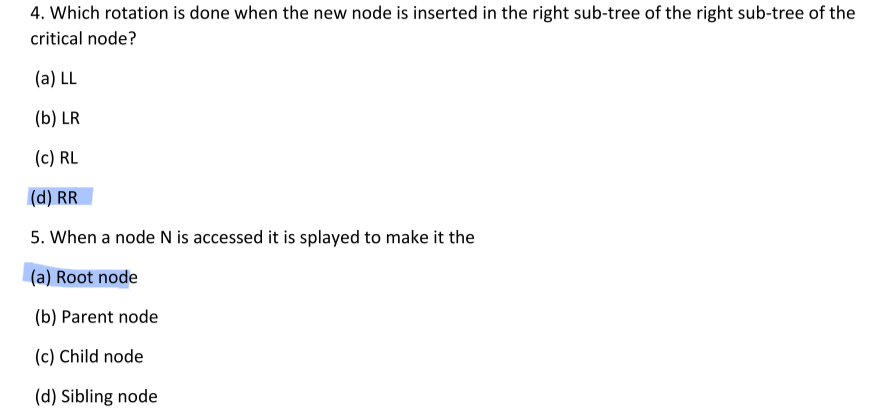 4. Which rotation is done when the new node is inserted in the right sub-tree of the right sub-tree of the
critical node?
(a) LL
(b) LR
(c) RL
(d) RR
5. When a node N is accessed it is splayed to make it the
(a) Root node
(b) Parent node
(c) Child node
(d) Sibling node